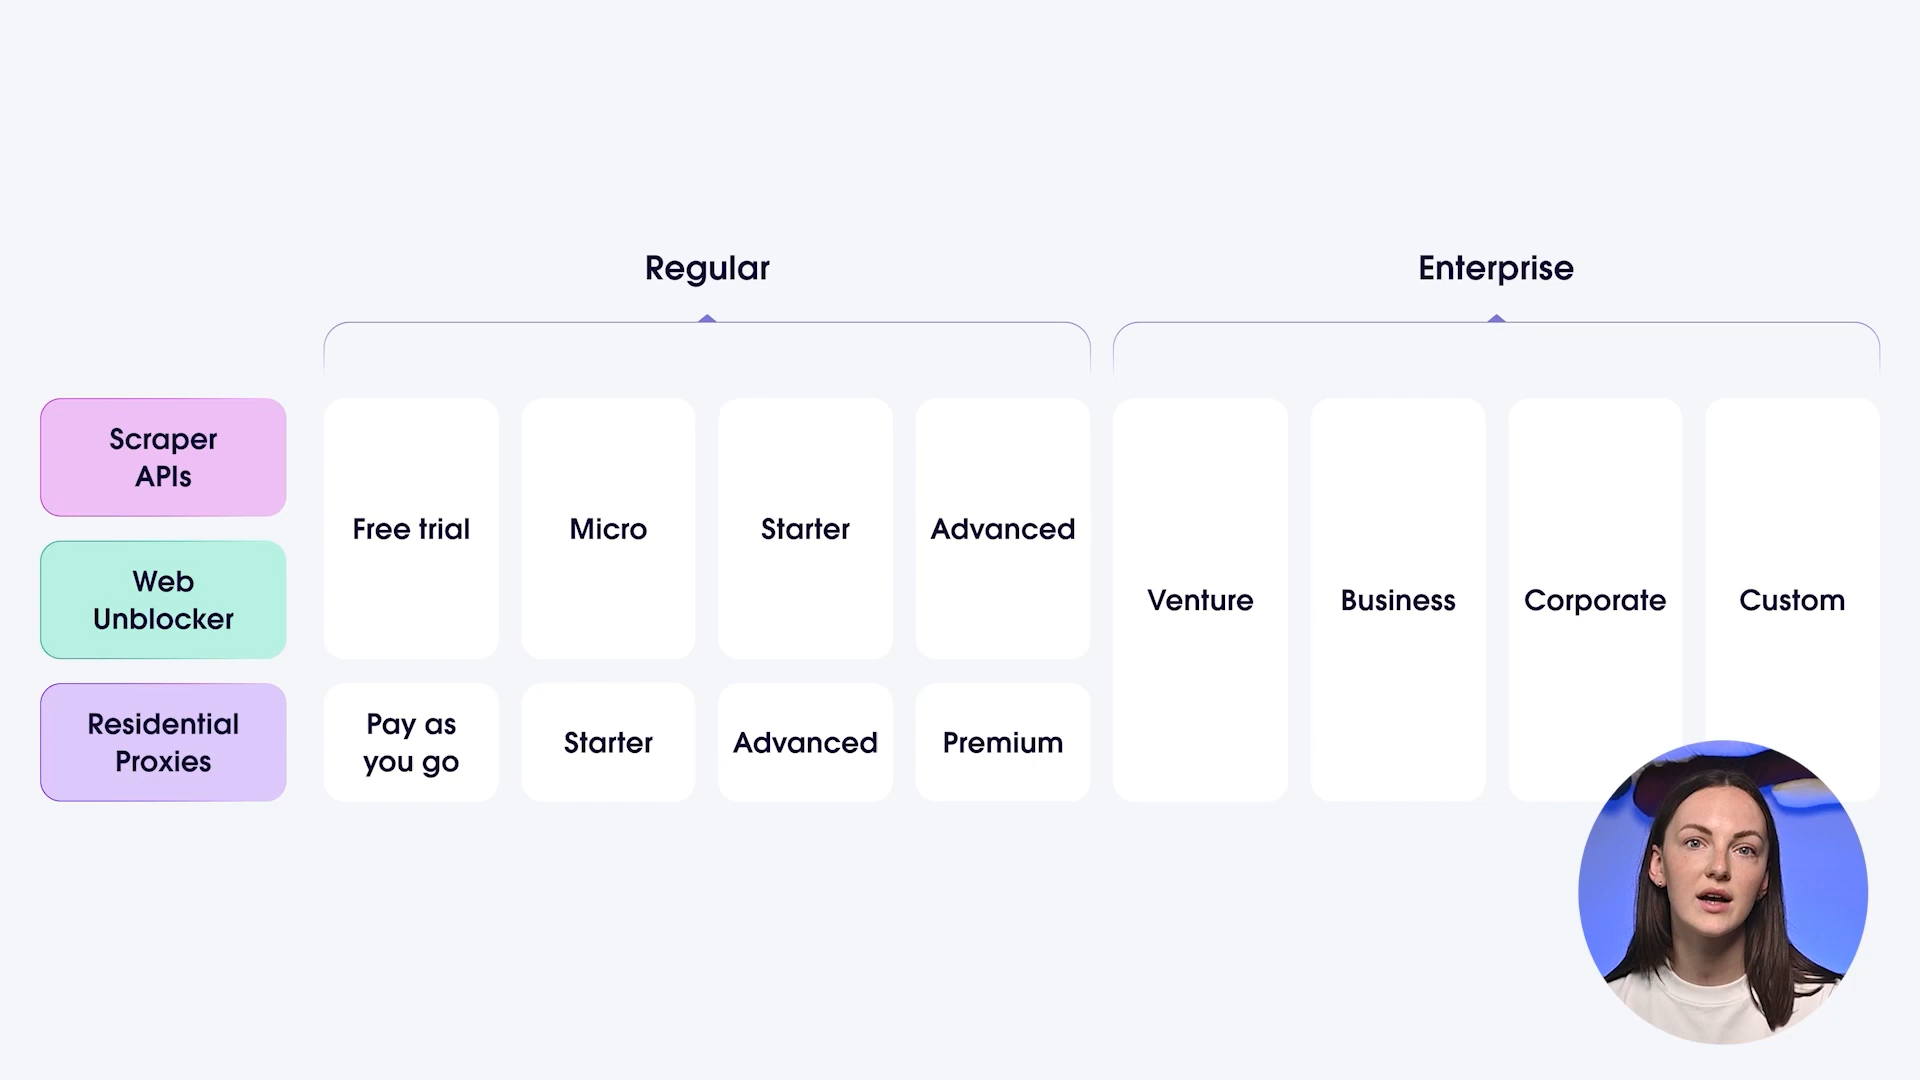 Regular
Enterprise
Scraper
APIs
Free trial
Micro
Starter
Advanced
Web
Unblocker
Venture
Business
Corporate
Custom
Residential
Proxies
Pay as
you go
Starter
Advanced
Premium